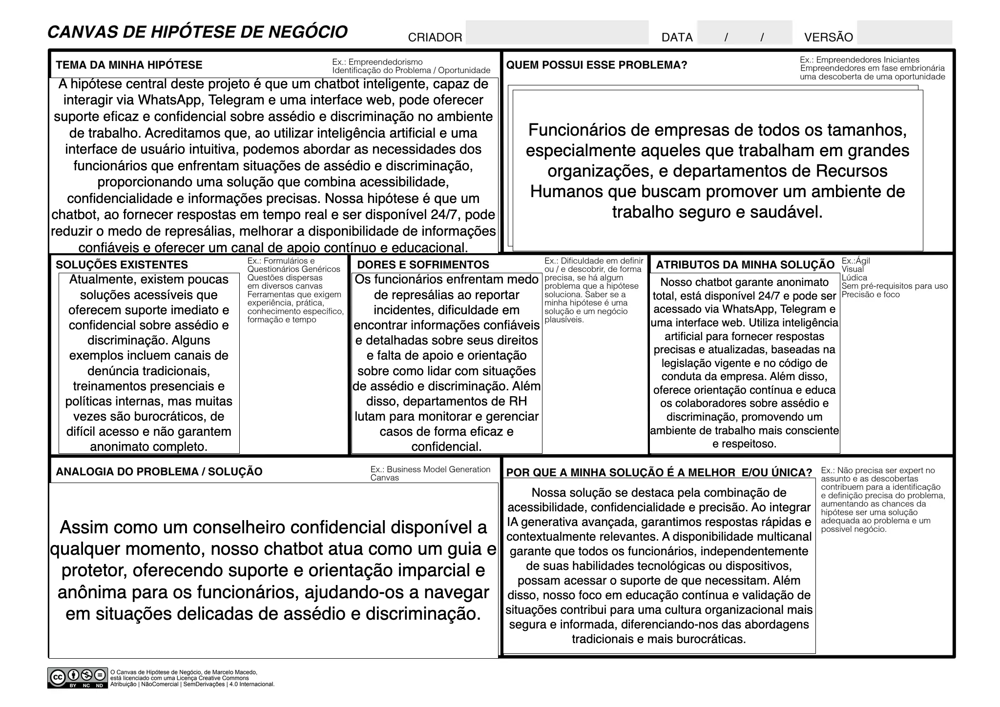 CANVAS DE HIPÓTESE DE NEGÓCIO
CRIADOR
DATA / /
VERSÃO
TEMA DA MINHA HIPÓTESE
Ex.: Empreendedorismo
Identificação do Problema / Oportunidade
A hipótese central deste projeto é que um chatbot inteligente, capaz de
interagir via WhatsApp, Telegram e uma interface web, pode oferecer
suporte eficaz e confidencial sobre assédio e discriminação no ambiente
de trabalho. Acreditamos que, ao utilizar inteligência artificial e uma
interface de usuário intuitiva, podemos abordar as necessidades dos
funcionários que enfrentam situações de assédio e discriminação,
proporcionando uma solução que combina acessibilidade,
confidencialidade e informações precisas. Nossa hipótese é que um
chatbot, ao fornecer respostas em tempo real e ser disponível 24/7, pode
reduzir o medo de represálias, melhorar a disponibilidade de informações
confiáveis e oferecer um canal de apoio contínuo e educacional.
QUEM POSSUI ESSE PROBLEMA?
Ex.: Empreendedores Iniciantes
Empreendedores em fase embrionária
uma descoberta de uma oportunidade
Funcionários de empresas de todos os tamanhos,
especialmente aqueles que trabalham em grandes
organizações, e departamentos de Recursos
Humanos que buscam promover um ambiente de
trabalho seguro e saudável.
SOLUÇÕES EXISTENTES
Ex.: Formulários e
Questionários Genéricos
Questões dispersas
em diversos canvas
Ferramentas que exigem
experiência, prática,
conhecimento específico,
formação e tempo
Atualmente, existem poucas
soluções acessíveis que
oferecem suporte imediato e
confidencial sobre assédio e
discriminação. Alguns
exemplos incluem canais de
denúncia tradicionais,
treinamentos presenciais e
políticas internas, mas muitas
vezes são burocráticos, de
difícil acesso e não garantem
anonimato completo.
DORES E SOFRIMENTOS
Ex.: Dificuldade em definir
ou / e descobrir, de forma
precisa, se há algum
problema que a hipótese
soluciona. Saber se a
minha hipótese é uma
solução e um negócio
plausíveis.
Os funcionários enfrentam medo
de represálias ao reportar
incidentes, dificuldade em
encontrar informações confiáveis
e detalhadas sobre seus direitos
e falta de apoio e orientação
sobre como lidar com situações
de assédio e discriminação. Além
disso, departamentos de RH
lutam para monitorar e gerenciar
casos de forma eficaz e
confidencial.
ATRIBUTOS DA MINHA SOLUÇÃO
Ex.:Ágil
Visual
Lúdica
Sem pré-requisitos para uso
Precisão e foco
Nosso chatbot garante anonimato
total, está disponível 24/7 e pode ser
acessado via WhatsApp, Telegram e
uma interface web. Utiliza inteligência
artificial para fornecer respostas
precisas e atualizadas, baseadas na
legislação vigente e no código de
conduta da empresa. Além disso,
oferece orientação contínua e educa
os colaboradores sobre assédio e
discriminação, promovendo um
ambiente de trabalho mais consciente
e respeitoso.
ANALOGIA DO PROBLEMA / SOLUÇÃO
Ex.: Business Model Generation
Canvas
Assim como um conselheiro confidencial disponível a
qualquer momento, nosso chatbot atua como um guia e
protetor, oferecendo suporte e orientação imparcial e
anônima para os funcionários, ajudando-os a navegar
em situações delicadas de assédio e discriminação.
POR QUE A MINHA SOLUÇÃO É A MELHOR E/OU ÚNICA?
Ex.: Não precisa ser expert no
assunto e as descobertas
contribuem para a identificação
e definição precisa do problema,
aumentando as chances da
hipótese ser uma solução
adequada ao problema e um
possivel negócio.
Nossa solução se destaca pela combinação de
acessibilidade, confidencialidade e precisão. Ao integrar
IA generativa avançada, garantimos respostas rápidas e
contextualmente relevantes. A disponibilidade multicanal
garante que todos os funcionários, independentemente
de suas habilidades tecnológicas ou dispositivos,
possam acessar o suporte de que necessitam. Além
disso, nosso foco em educação contínua e validação de
situações contribui para uma cultura organizacional mais
segura e informada, diferenciando-nos das abordagens
tradicionais e mais burocráticas.
cc BY NC ND
O Canvas de Hipótese de Negócio, de Marcelo Macedo,
está licenciado com uma Licença Creative Commons
Atribuição | NãoComercial | SemDerivações | 4.0 Internacional.